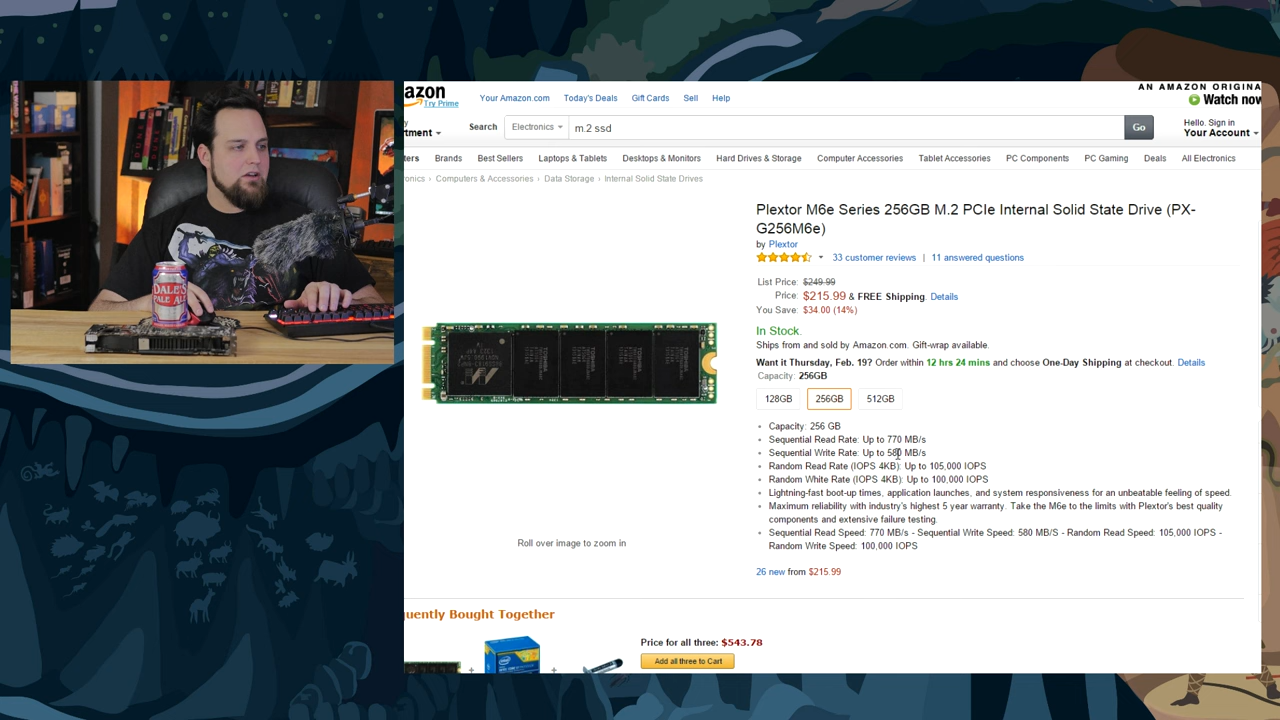 DALE'S
PALE ALE
azon
Try Prime
Your Amazon.com Today's Deals Gift Cards Sell Help
AN AMAZON ORIGINA
Watch now
y
rtment
Search Electronics m.2 ssd Go
Hello. Sign in
Your Account
ters Brands Best Sellers Laptops & Tablets Desktops & Monitors Hard Drives & Storage Computer Accessories Tablet Accessories PC Components PC Gaming Deals All Electronics
ronics › Computers & Accessories › Data Storage › Internal Solid State Drives
Plextor M6e Series 256GB M.2 PCIe Internal Solid State Drive (PX-
G256M6e)
by Plextor
33 customer reviews | 11 answered questions
List Price: $249.99
Price: $215.99 & FREE Shipping. Details
You Save: $34.00 (14%)
In Stock.
Ships from and sold by Amazon.com. Gift-wrap available.
Want it Thursday, Feb. 19? Order within 12 hrs 24 mins and choose One-Day Shipping at checkout. Details
Capacity: 256GB
128GB 256GB 512GB
Capacity: 256 GB
Sequential Read Rate: Up to 770 MB/s
Sequential Write Rate: Up to 580 MB/s
Random Read Rate (IOPS 4KB): Up to 105,000 IOPS
Random White Rate (IOPS 4KB): Up to 100,000 IOPS
Lightning-fast boot-up times, application launches, and system responsiveness for an unbeatable feeling of speed.
Maximum reliability with industry's highest 5 year warranty. Take the M6e to the limits with Plextor's best quality
components and extensive failure testing.
Sequential Read Speed: 770 MB/s - Sequential Write Speed: 580 MB/S - Random Read Speed: 105,000 IOPS -
Random Write Speed: 100,000 IOPS
Roll over image to zoom in
26 new from $215.99
quently Bought Together
Price for all three: $543.78
Add all three to Cart